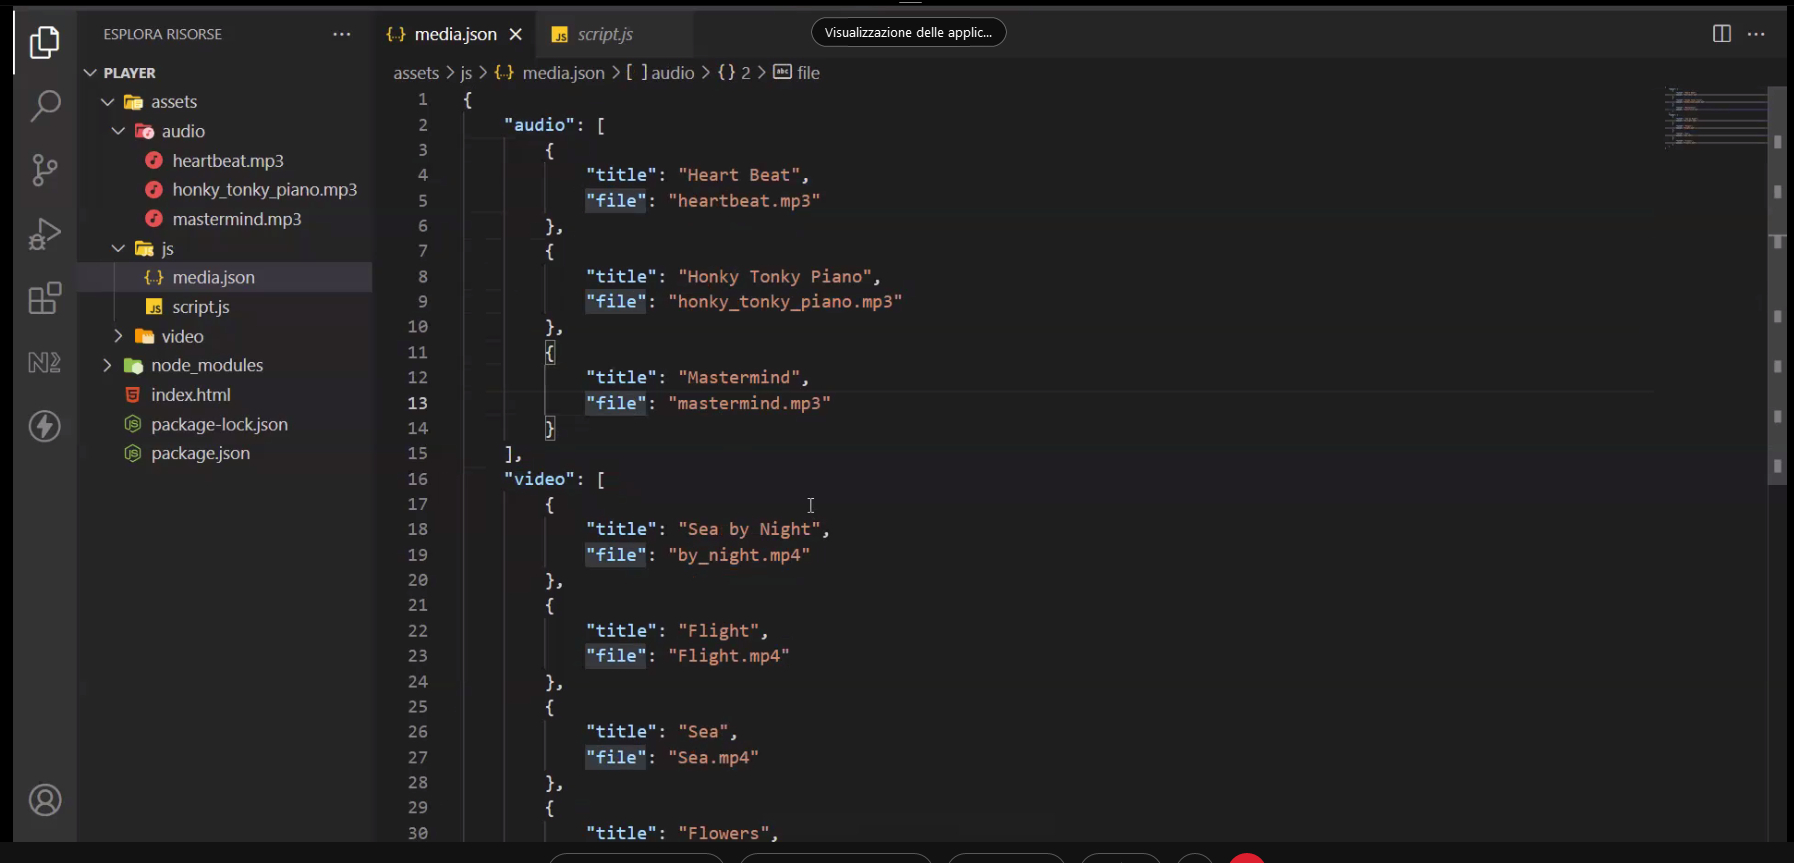 ESPLORA RISORSE
PLAYER
assets
audio
heartbeat.mp3
honky_tonky_piano.mp3
mastermind.mp3
js
media.json
script.js
video
node_modules
index.html
package-lock.json
package.json
media.json
script.js
Visualizzazione delle applic...
assets > js > {..} media.json > [ ] audio > {} 2 > abc file
1 {
2 "audio": [
3 {
4 "title": "Heart Beat",
5 "file": "heartbeat.mp3"
6 },
7 {
8 "title": "Honky Tonky Piano",
9 "file": "honky_tonky_piano.mp3"
10 },
11 {
12 "title": "Mastermind",
13 "file": "mastermind.mp3"
14 }
15 ],
16 "video": [
17 {
18 "title": "Sea by Night",
19 "file": "by_night.mp4"
20 },
21 {
22 "title": "Flight",
23 "file": "Flight.mp4"
24 },
25 {
26 "title": "Sea",
27 "file": "Sea.mp4"
28 },
29 {
30 "title": "Flowers",